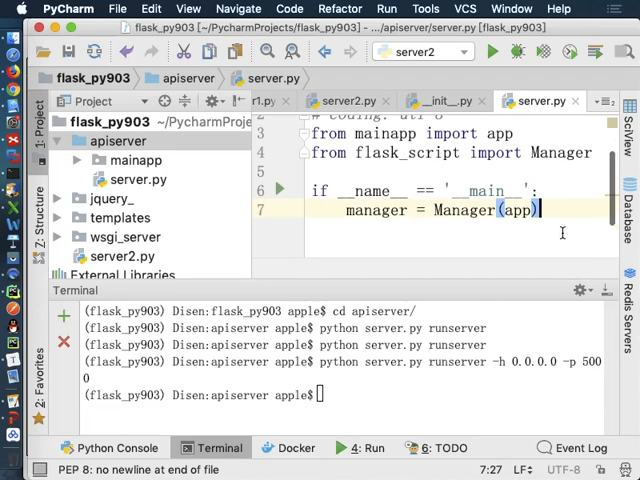 PyCharm File Edit View Navigate Code Refactor Run Tools VCS Window Help
flask_py903 [~/PycharmProjects/flask_py903] - .../apiserver/server.py [flask_py903]
server2
flask_py903 apiserver server.py
Project
r1.py server2.py __init__.py server.py
flask_py903 ~/PycharmPro
apiserver
mainapp
server.py
jquery_
templates
wsgi_server
server2.py
External Libraries
2
3 from mainapp import app
4 from flask_script import Manager
6 if __name__ == '__main__':
7 manager = Manager(app)
1: Project
7: Structure
2: Favorites
SciView
Database
Redis Servers
Terminal
(flask_py903) Disen:flask_py903 apple$ cd apiserver/
(flask_py903) Disen:apiserver apple$ python server.py runserver
(flask_py903) Disen:apiserver apple$ python server.py runserver
(flask_py903) Disen:apiserver apple$ python server.py runserver -h 0.0.0.0 -p 500
0
(flask_py903) Disen:apiserver apple$
Python Console Terminal Docker 4: Run 6: TODO Event Log
PEP 8: no newline at end of file 7:27 LF UTF-8